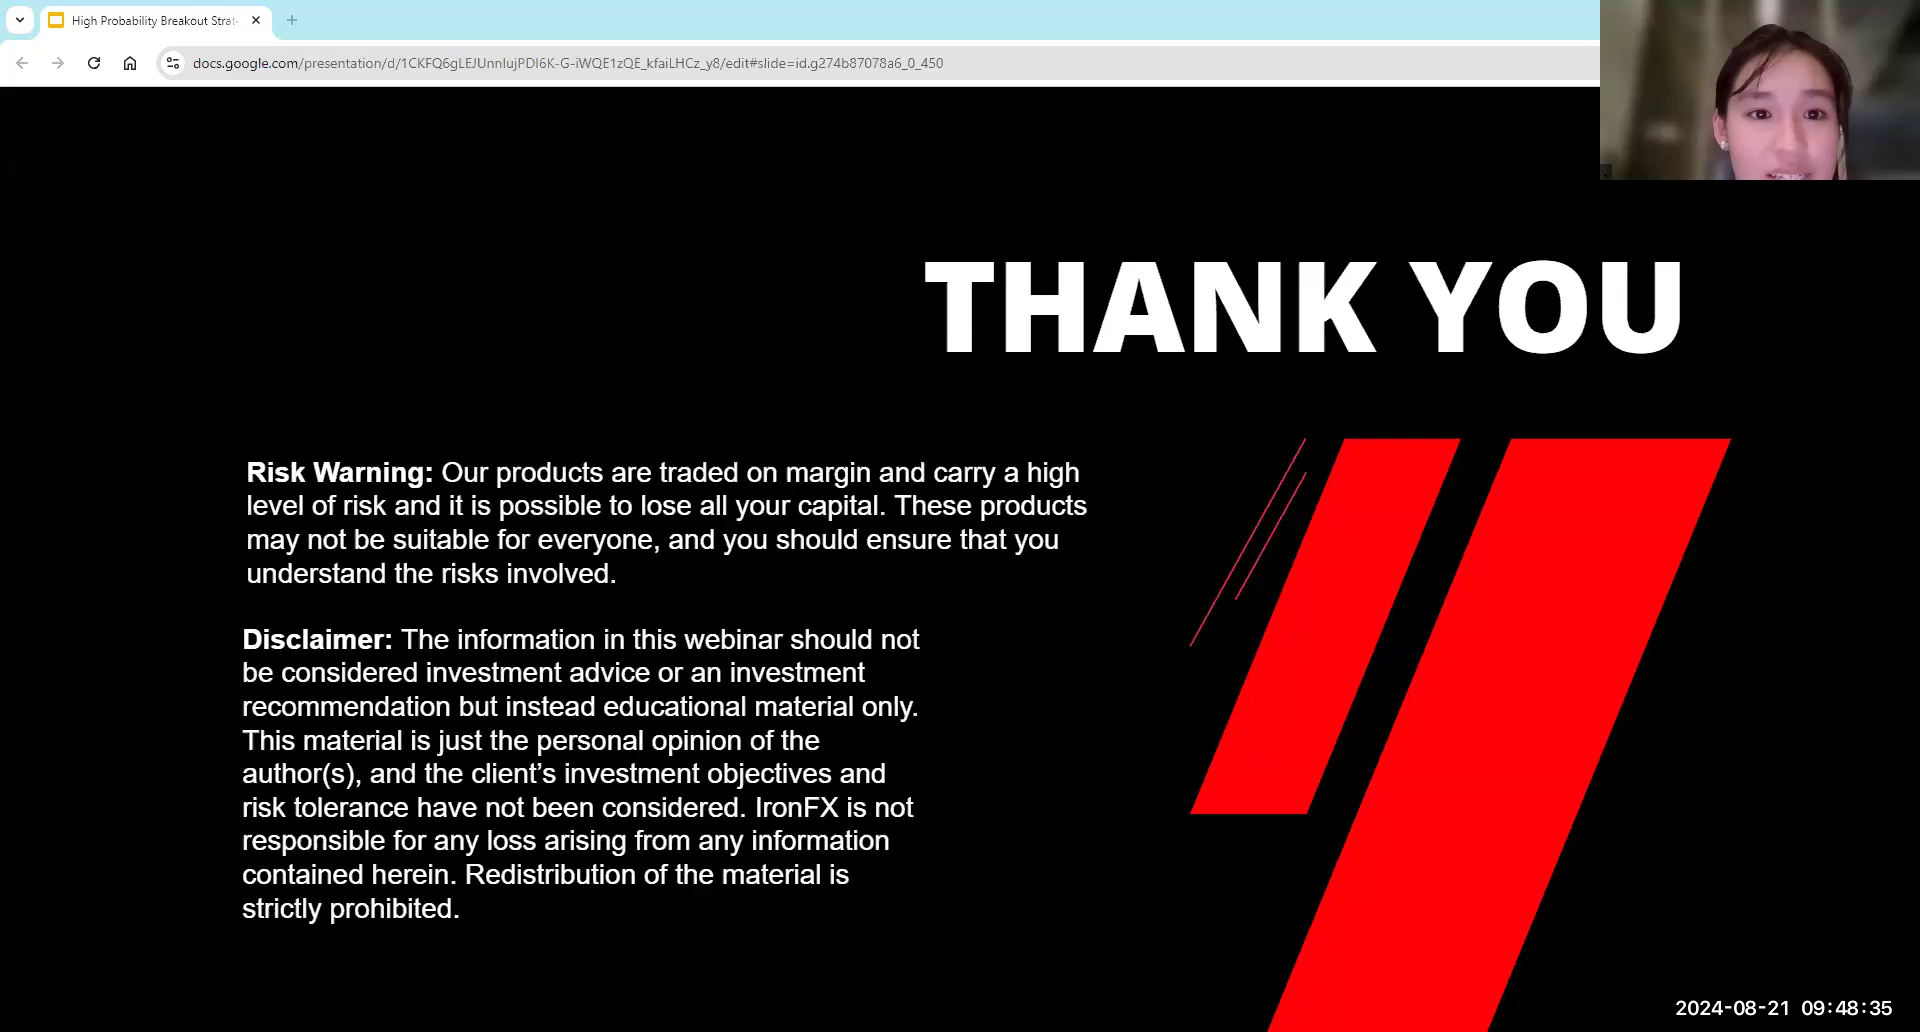 High Probability Breakout Strat
docs.google.com/presentation/d/1CKFQ6gLEJUnnlujPDI6K-G-iWQE1zQE_kfaiLHCz_y8/edit#slide=id.g274b87078a6_0_450
THANK YOU
Risk Warning: Our products are traded on margin and carry a high
level of risk and it is possible to lose all your capital. These products
may not be suitable for everyone, and you should ensure that you
understand the risks involved.
Disclaimer: The information in this webinar should not
be considered investment advice or an investment
recommendation but instead educational material only.
This material is just the personal opinion of the
author(s), and the client’s investment objectives and
risk tolerance have not been considered. IronFX is not
responsible for any loss arising from any information
contained herein. Redistribution of the material is
strictly prohibited.
2024-08-21 09:48:35